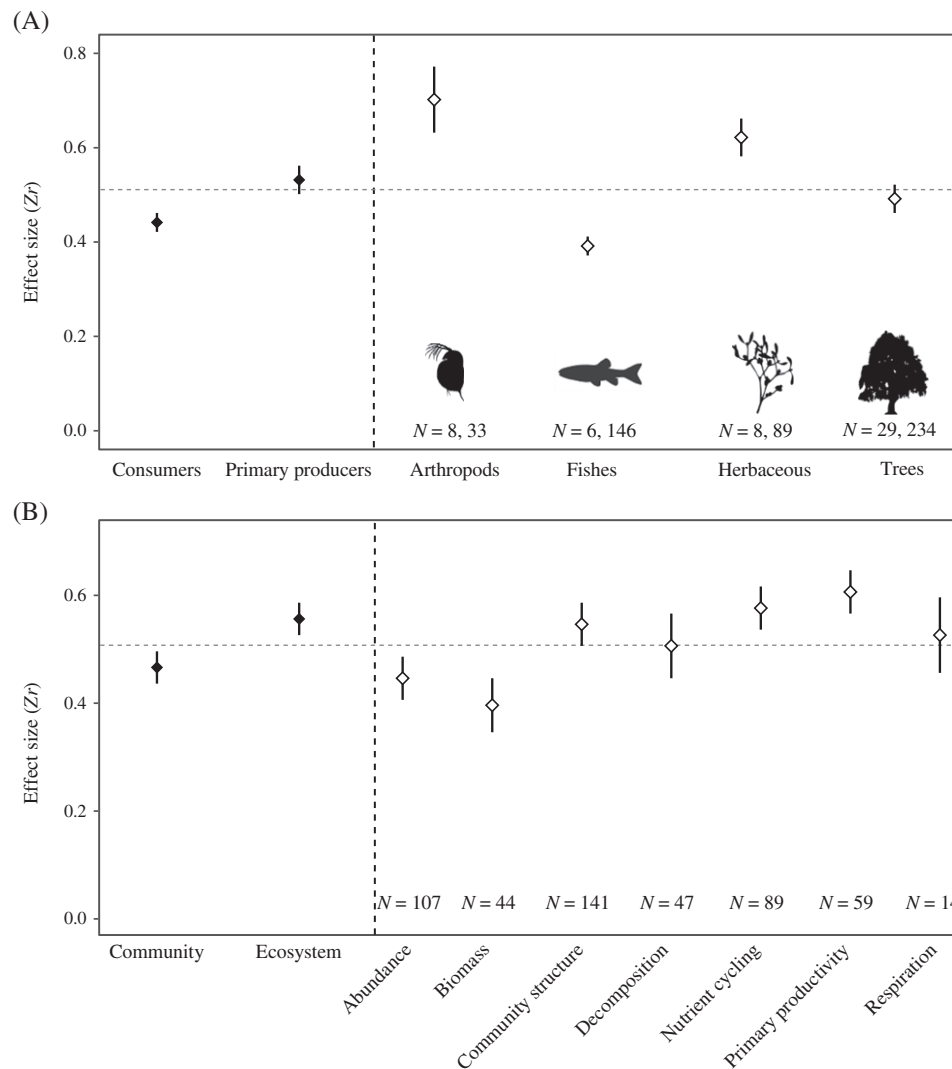 (A)
0.8
0.6
0.4
0.2
0.0
Effect size (Zr)
N = 8, 33 N = 6, 146 N = 8, 89 N = 29, 234
Consumers Primary producers Arthropods Fishes Herbaceous Trees
(B)
0.6
0.4
0.2
0.0
Effect size (Zr)
N = 107 N = 44 N = 141 N = 47 N = 89 N = 59 N =
Community Ecosystem Abundance Biomass Community structure Decomposition Nutrient cycling Primary productivity Respiration